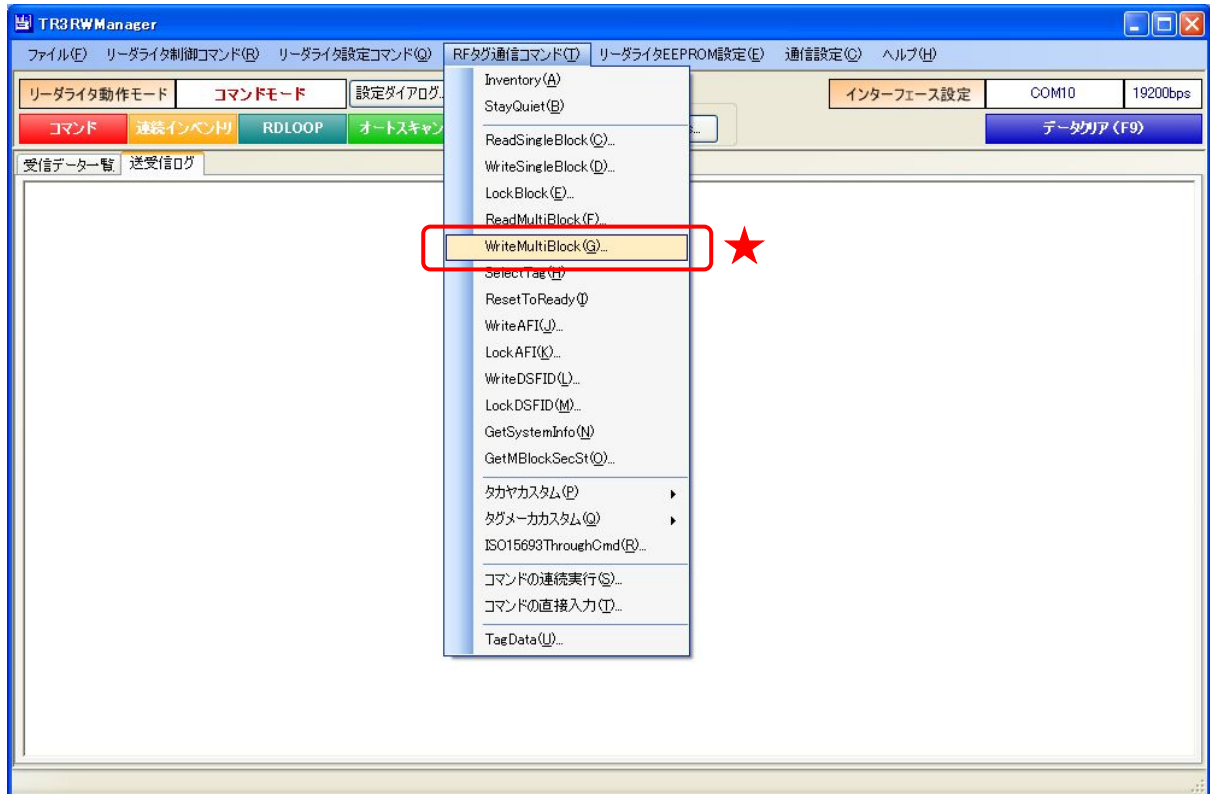 TR3RWManager
ファイル(F) リーダライタ制御コマンド(R) リーダライタ設定コマンド(Q) RFタグ通信コマンド(T) リーダライタEEPROM設定(E) 通信設定(C) ヘルプ(H)
リーダライタ動作モード コマンドモード 設定ダイアログ... インターフェース設定 COM10 19200bps
コマンド 連続インベントリ RDLOOP オートスキャン データクリア(F9)
受信データ一覧 送受信ログ
Inventory(A)
StayQuiet(B)
ReadSingleBlock(C)...
WriteSingleBlock(D)...
LockBlock(E)...
ReadMultiBlock(F)...
WriteMultiBlock(G)...
SelectTag(H)
ResetToReady(I)
WriteAFI(J)...
LockAFI(K)...
WriteDSFID(L)...
LockDSFID(M)...
GetSystemInfo(N)
GetMBlockSecSt(O)...
タカヤカスタム(P)
タグメーカカスタム(Q)
ISO15693ThroughCmd(R)...
コマンドの連続実行(S)...
コマンドの直接入力(T)...
TagData(U)...